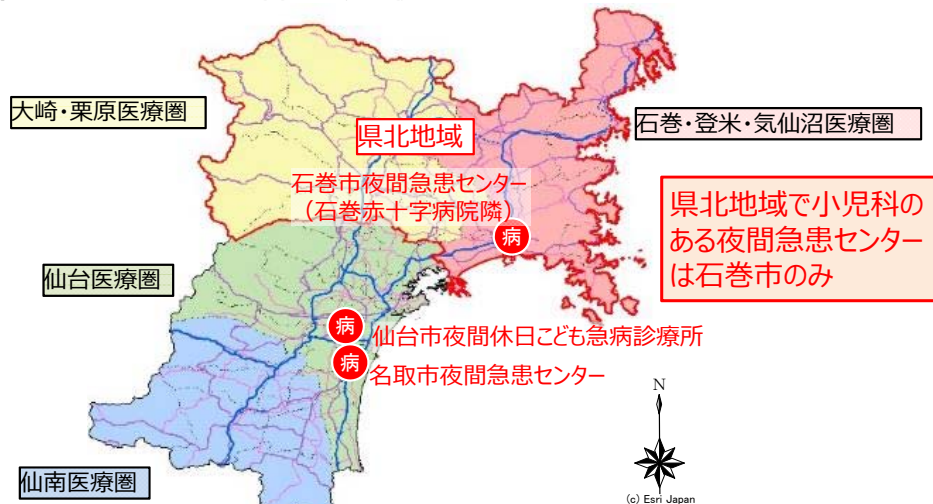 大崎・栗原医療圏
石巻・登米・気仙沼医療圏
県北地域
石巻市夜間急患センター
（石巻赤十字病院隣）
病
県北地域で小児科の
ある夜間急患センター
は石巻市のみ
仙台医療圏
病 仙台市夜間休日こども急病診療所
病 名取市夜間急患センター
N
仙南医療圏
(c) Esri Japan